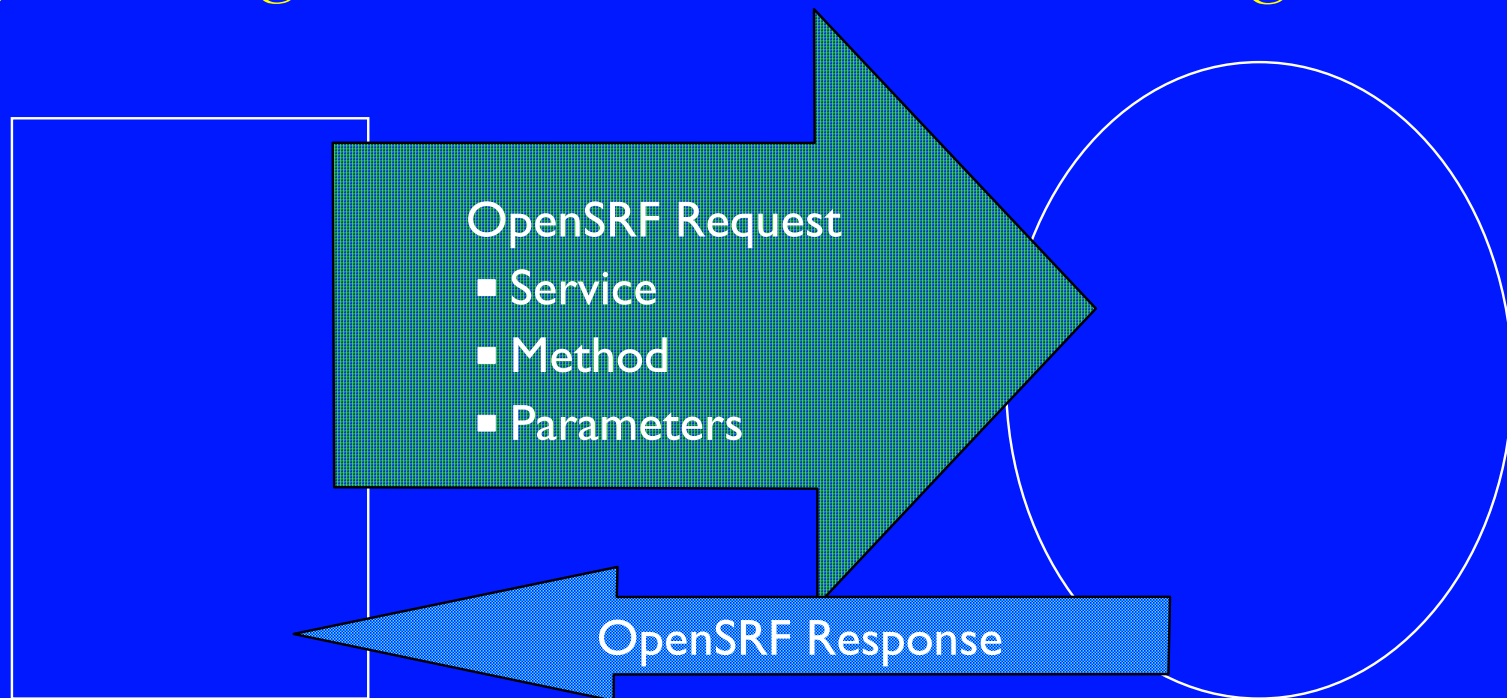 OpenSRF Request
▪ Service
▪ Method
▪ Parameters
OpenSRF Response